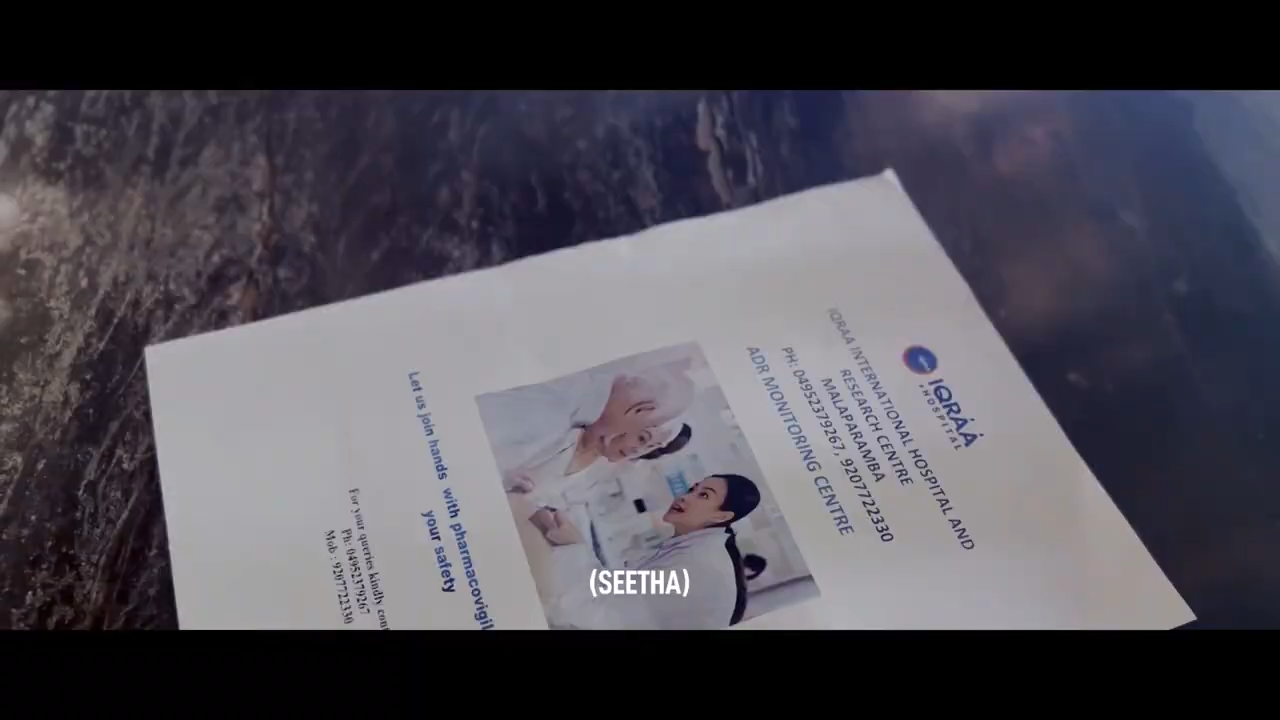 IQRAA
HOSPITAL
IQRAA INTERNATIONAL HOSPITAL AND
RESEARCH CENTRE
MALAPARAMBA
PH: 04952379267, 9207722330
ADR MONITORING CENTRE
Let us join hands with pharmacovigil
your safety
For your queries kindly con
Ph: 04952379267
Mob : 9207722330
(SEETHA)